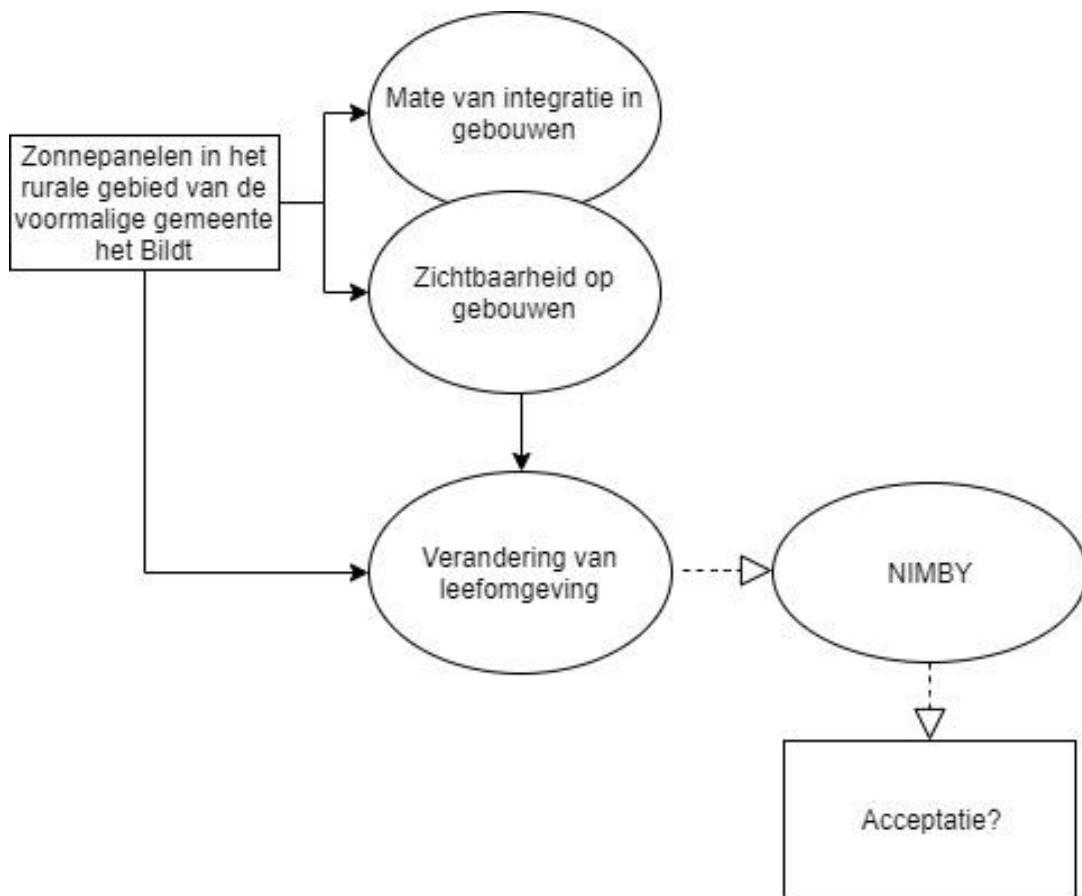 Mate van integratie in
gebouwen
Zonnepanelen in het
rurale gebied van de
voormalige gemeente
het Bildt
Zichtbaarheid op
gebouwen
Verandering van
leefomgeving
NIMBY
Acceptatie?